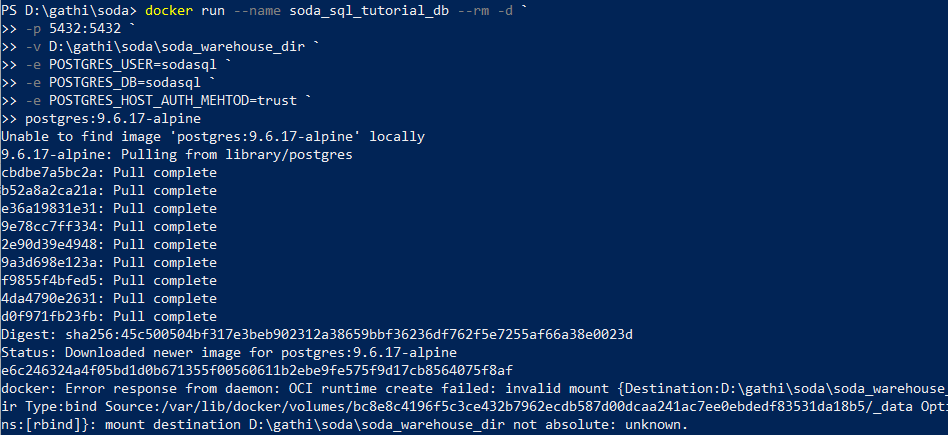 PS D:\gathi\soda> docker run --name soda_sql_tutorial_db --rm -d `
>> -p 5432:5432 `
>> -v D:\gathi\soda\soda_warehouse_dir `
>> -e POSTGRES_USER=sodasql `
>> -e POSTGRES_DB=sodasql `
>> -e POSTGRES_HOST_AUTH_MEHTOD=trust `
>> postgres:9.6.17-alpine
Unable to find image 'postgres:9.6.17-alpine' locally
9.6.17-alpine: Pulling from library/postgres
cbdbe7a5bc2a: Pull complete
b52a8a2ca21a: Pull complete
e36a19831e31: Pull complete
9e78cc7ff334: Pull complete
2e90d39e4948: Pull complete
9a3d698e123a: Pull complete
f9855f4bfed5: Pull complete
4da4790e2631: Pull complete
d0f971fb23fb: Pull complete
Digest: sha256:45c500504bf317e3beb902312a38659bbf36236df762f5e7255af66a38e0023d
Status: Downloaded newer image for postgres:9.6.17-alpine
e6c246324a4f05bd1d0b671355f00560611b2ebe9fe575f9d17cb8564075f8af
docker: Error response from daemon: OCI runtime create failed: invalid mount {Destination:D:\gathi\soda\soda_warehouse_
ir Type:bind Source:/var/lib/docker/volumes/bc8e8c4196f5c3ce432b7962ecdb587d00dcaa241ac7ee0ebdedf83531da18b5/_data Opti
ns:[rbind]}: mount destination D:\gathi\soda\soda_warehouse_dir not absolute: unknown.